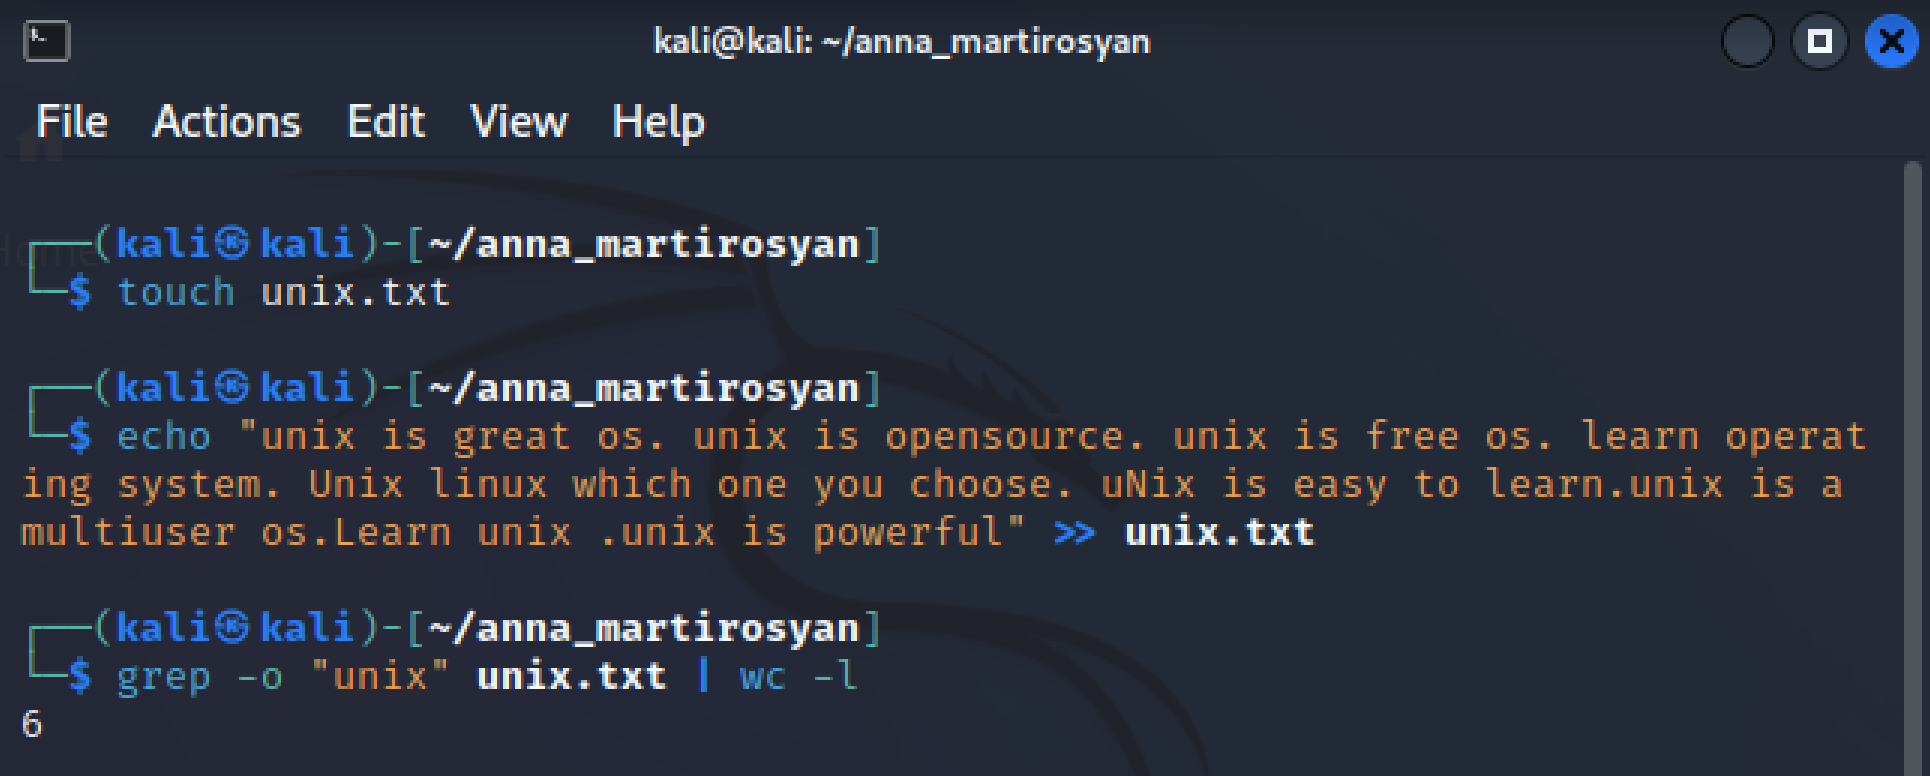 kali@kali: ~/anna_martirosyan
File Actions Edit View Help
Home
┌──(kali㉿kali)-[~/anna_martirosyan]
└─$ touch unix.txt
┌──(kali㉿kali)-[~/anna_martirosyan]
└─$ echo "unix is great os. unix is opensource. unix is free os. learn operat
ing system. Unix linux which one you choose. uNix is easy to learn.unix is a
multiuser os.Learn unix .unix is powerful" >> unix.txt
┌──(kali㉿kali)-[~/anna_martirosyan]
└─$ grep -o "unix" unix.txt | wc -l
6